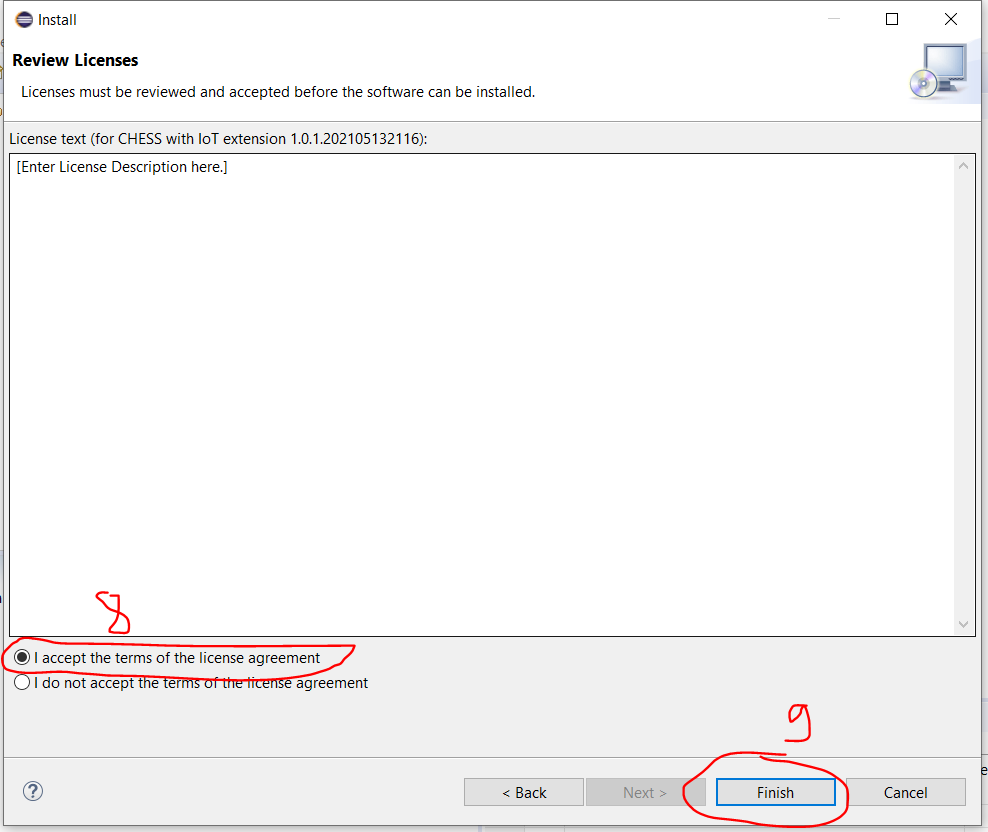 Install
Review Licenses
Licenses must be reviewed and accepted before the software can be installed.
License text (for CHESS with IoT extension 1.0.1.202105132116):
[Enter License Description here.]
8
I accept the terms of the license agreement
I do not accept the terms of the license agreement
9
?
< Back
Next >
Finish
Cancel